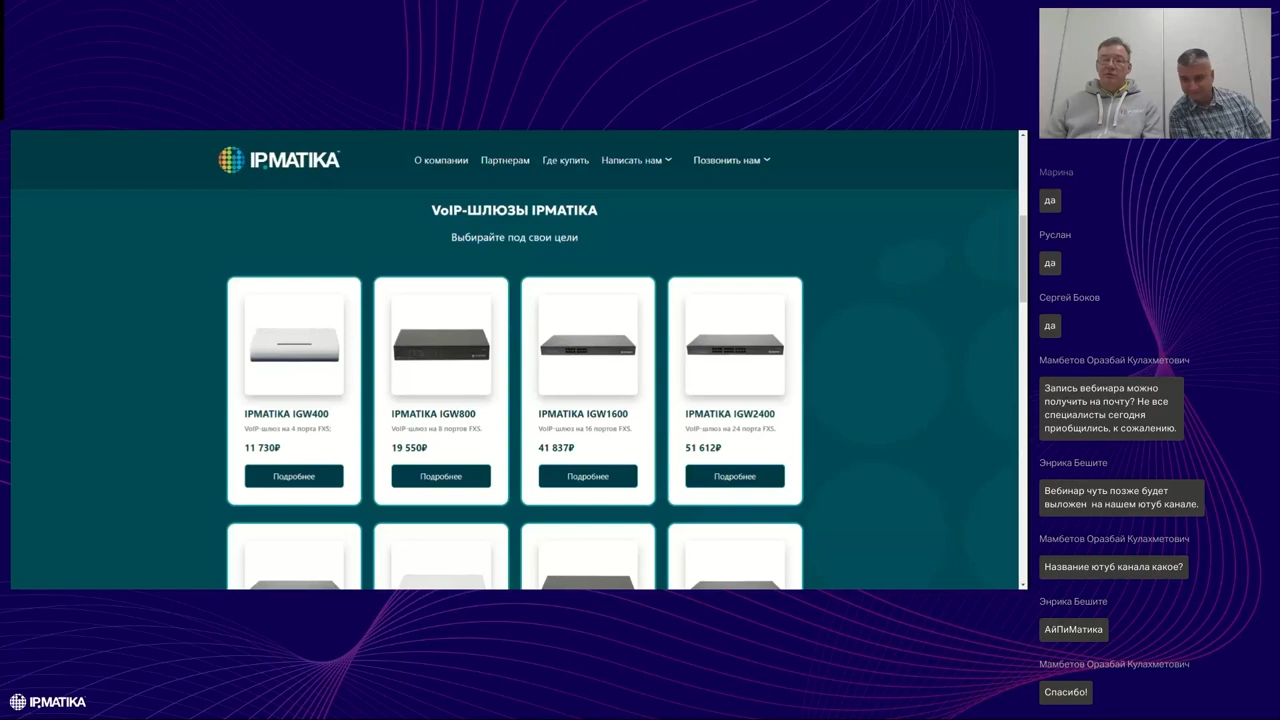 IPMATIKA
О компании
Партнерам
Где купить
Написать нам
Позвонить нам
VoIP-ШЛЮЗЫ IPMATIKA
Выбирайте под свои цели
IPMATIKA IGW400
VoIP-шлюз на 4 порта FXS;
11 730₽
Подробнее
IPMATIKA IGW800
VoIP-шлюз на 8 портов FXS.
19 550₽
Подробнее
IPMATIKA IGW1600
VoIP-шлюз на 16 портов FXS.
41 837₽
Подробнее
IPMATIKA IGW2400
VoIP-шлюз на 24 порта FXS.
51 612₽
Подробнее
IPMATIKA
Марина
да
Руслан
да
Сергей Боков
да
Мамбетов Оразбай Кулахметович
Запись вебинара можно
получить на почту? Не все
специалисты сегодня
приобщились, к сожалению.
Энрика Бешите
Вебинар чуть позже будет
выложен на нашем ютуб канале.
Мамбетов Оразбай Кулахметович
Название ютуб канала какое?
Энрика Бешите
АйПиМатика
Мамбетов Оразбай Кулахметович
Спасибо!